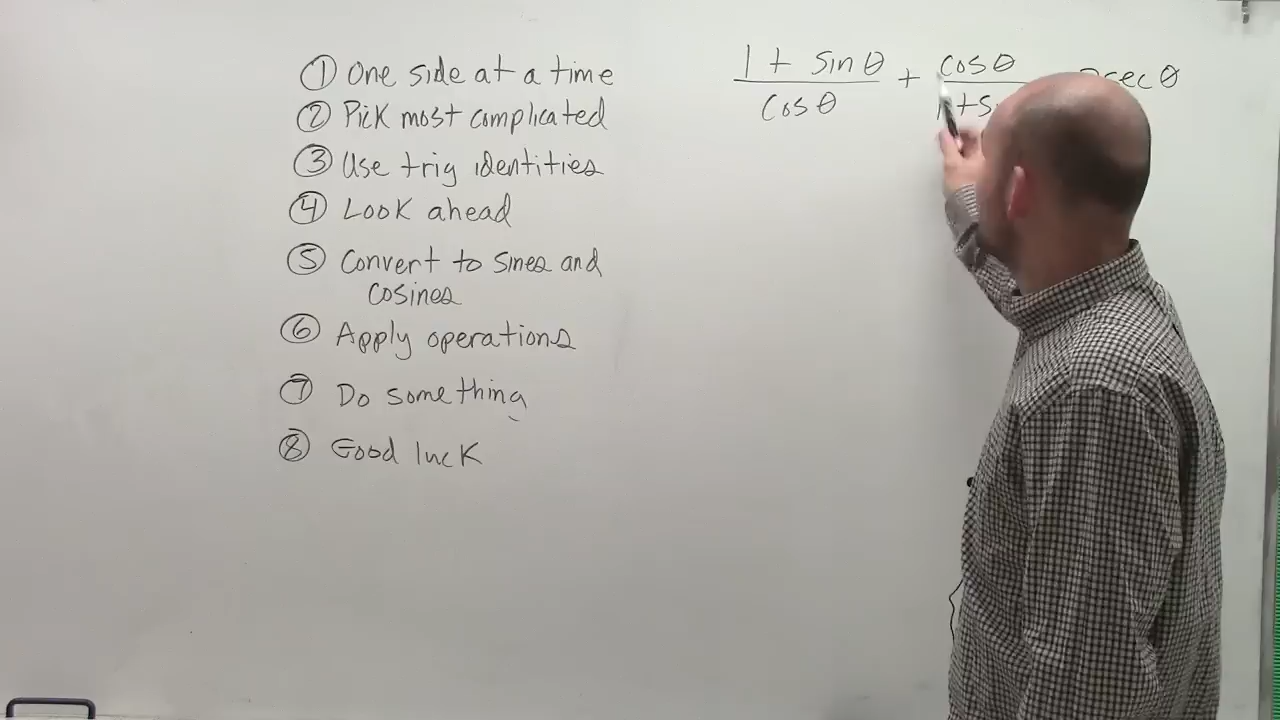 ① One side at a time
② Pick most complicated
③ Use trig identities
④ Look ahead
⑤ Convert to sines and
cosines
⑥ Apply operations
⑦ Do something
⑧ Good luck
1 + sin θ + cos θ sec θ
cos θ 1+s